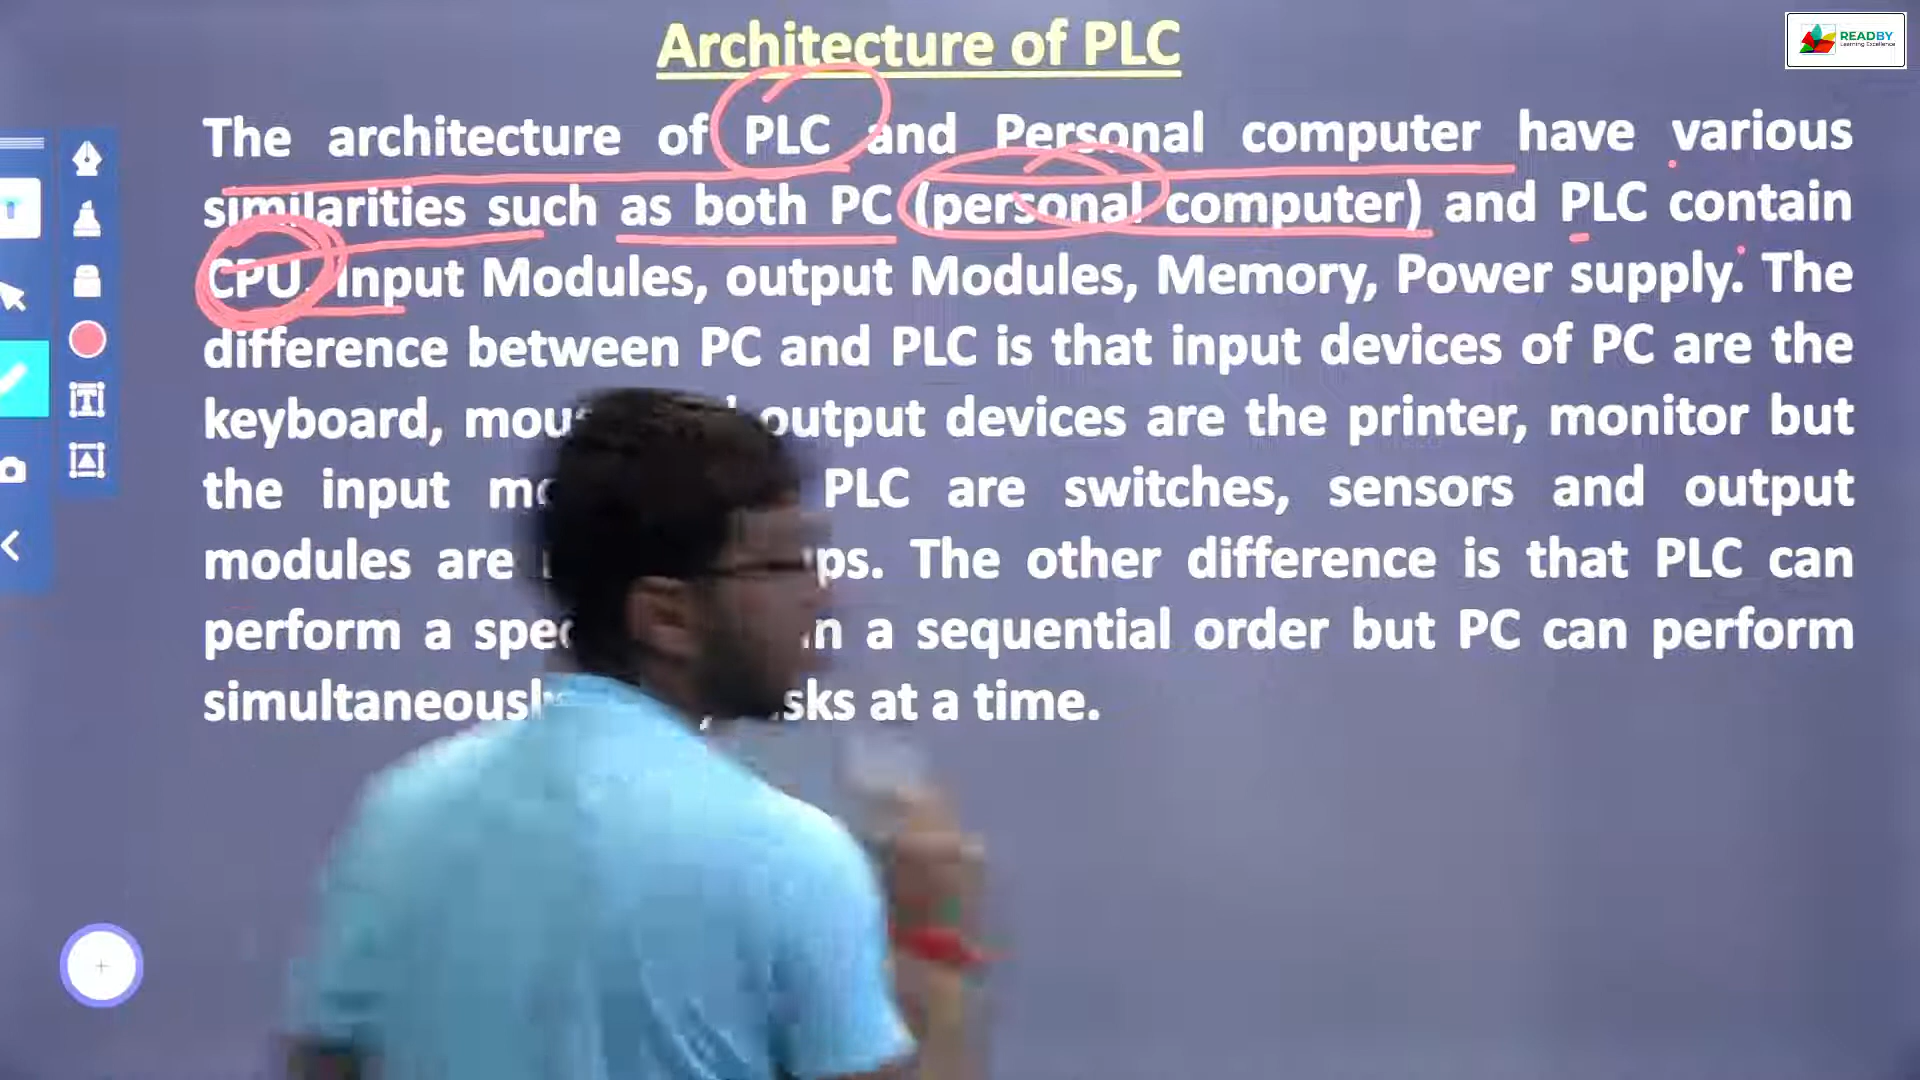 Architecture of PLC
READBY
Learning Excellence
The architecture of PLC and Personal computer have various
similarities such as both PC (personal computer) and PLC contain
CPU, Input Modules, output Modules, Memory, Power supply. The
difference between PC and PLC is that input devices of PC are the
keyboard, output devices are the printer, monitor but
the input PLC are switches, sensors and output
modules are The other difference is that PLC can
perform a a sequential order but PC can perform
at a time.